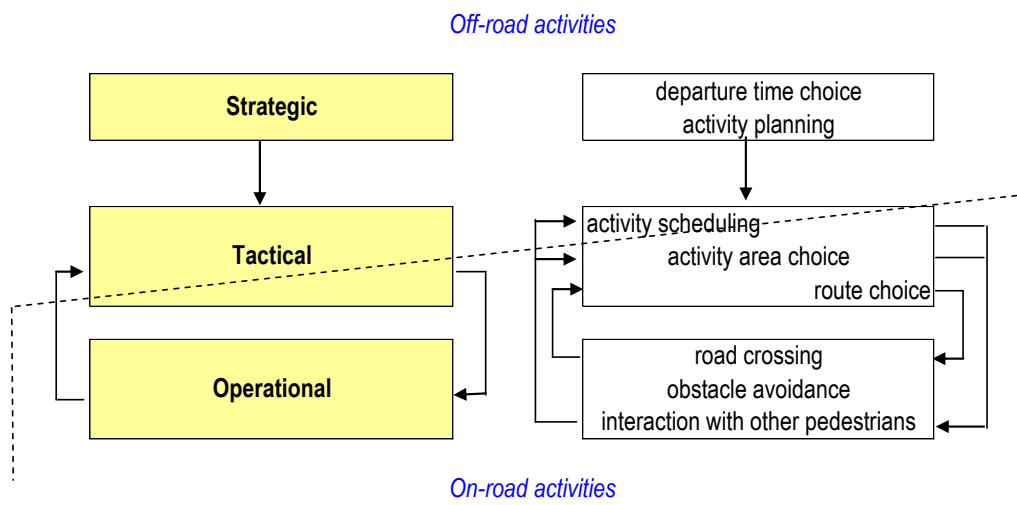 Off-road activities
Strategic
departure time choice
activity planning
Tactical
activity scheduling
activity area choice
route choice
Operational
road crossing
obstacle avoidance
interaction with other pedestrians
On-road activities